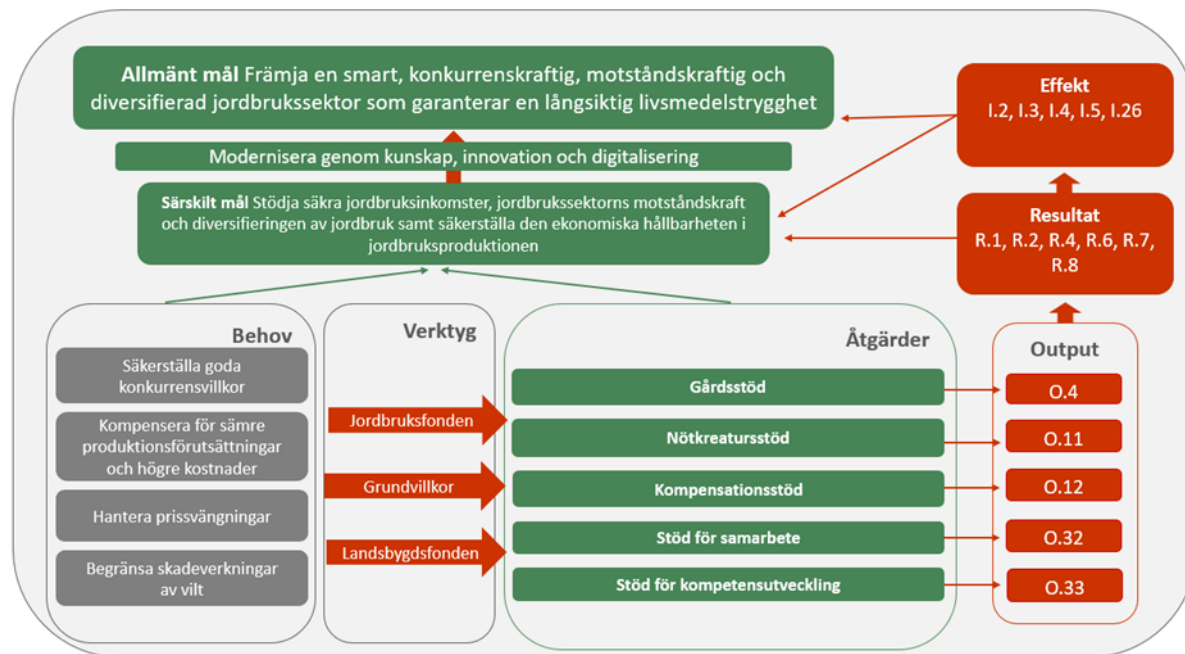 Allmänt mål Främja en smart, konkurrenskraftig, motståndskraftig och
diversifierad jordbrukssektor som garanterar en långsiktig livsmedelstrygghet
Modernisera genom kunskap, innovation och digitalisering
Särskilt mål Stödja säkra jordbruksinkomster, jordbrukssektorns motståndskraft
och diversifieringen av jordbruk samt säkerställa den ekonomiska hållbarheten i
jordbruksproduktionen
Effekt
I.2, I.3, I.4, I.5, I.26
Resultat
R.1, R.2, R.4, R.6, R.7,
R.8
Behov
Säkerställa goda
konkurrensvillkor
Kompensera för sämre
produktionsförutsättningar
och högre kostnader
Hantera prissvängningar
Begränsa skadeverkningar
av vilt
Verktyg
Jordbruksfonden
Grundvillkor
Landsbygdsfonden
Åtgärder
Gårdsstöd
Nötkreatursstöd
Kompensationsstöd
Stöd för samarbete
Stöd för kompetensutveckling
Output
O.4
O.11
O.12
O.32
O.33